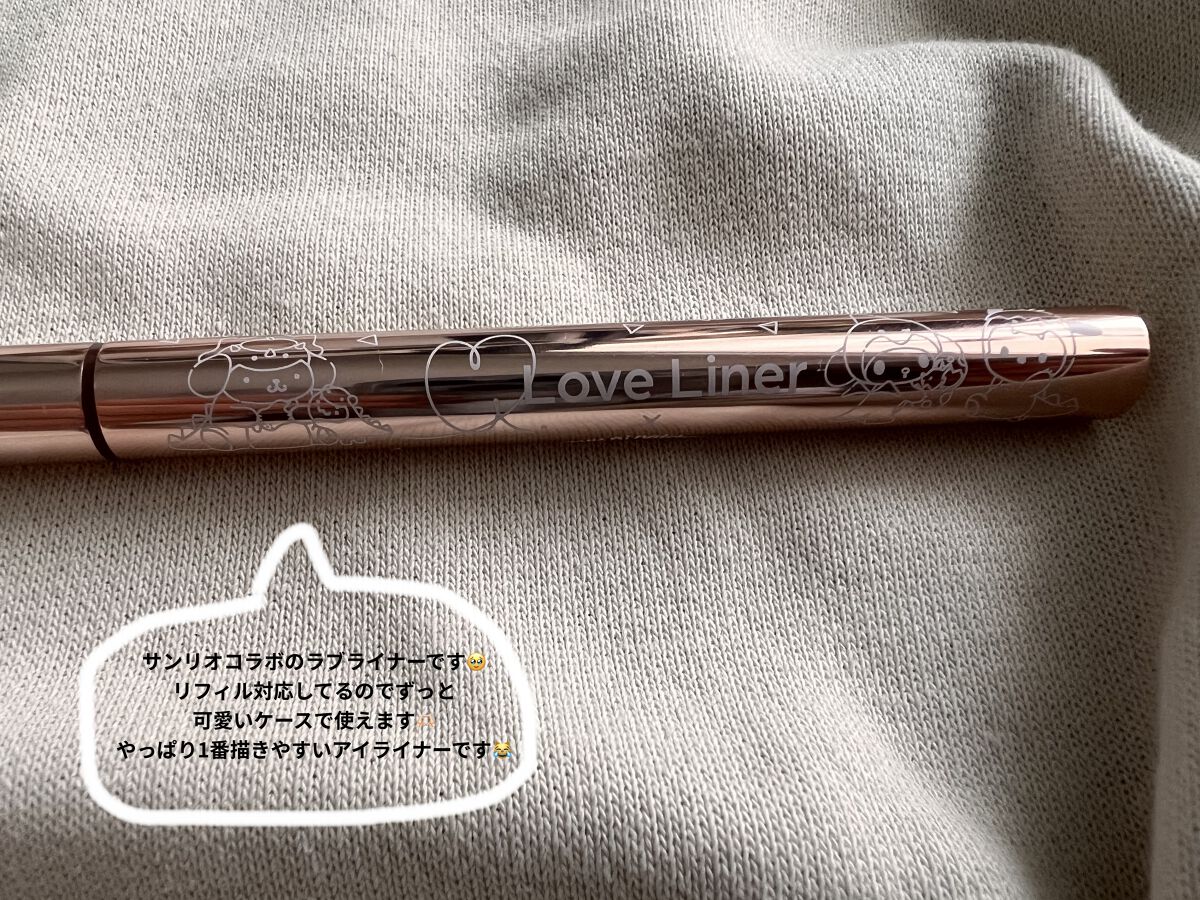 Love Liner
サンリオコラボのラブライナーです🥹
リフィル対応してるのでずっと
可愛いケースで使えます🫶🏻
やっぱり1番描きやすいアイライナーです😹